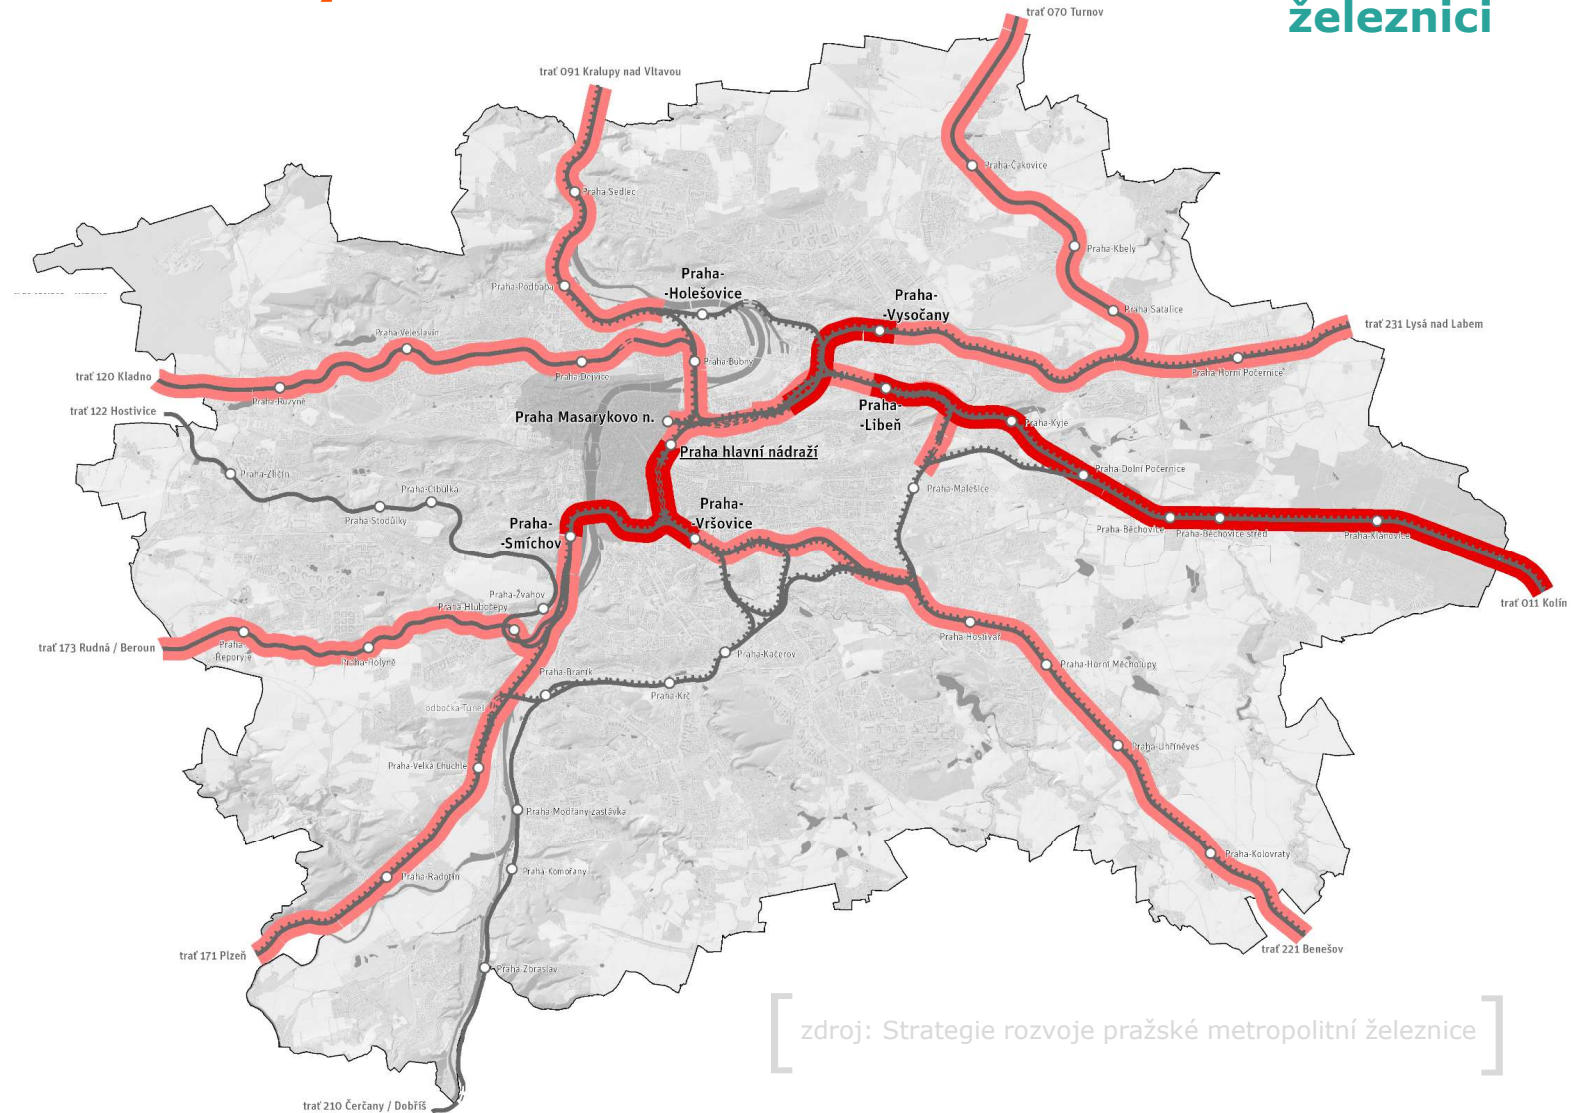 železnici
trať 070 Turnov
trať 091 Kralupy nad Vltavou
Praha-Čakovice
Praha-Sedlec
Praha-Kbely
Praha-
-Holešovice
Praha-Podbaba
Praha-
-Vysočany
Praha-Satalice
trať 231 Lysá nad Labem
Praha-Veleslavín
Praha-Bubny
Praha-Dejvice
Praha-Horní Počernice
trať 120 Kladno
Praha-Ruzyně
trať 122 Hostivice
Praha Masarykovo n.
Praha-
-Libeň
Praha-Kyje
Praha hlavní nádraží
Praha-Zličín
Praha-Dolní Počernice
Praha-Cibulka
Praha-Malešice
Praha-Stodůlky
Praha-
-Vršovice
Praha-
-Smíchov
Praha-Běchovice
Praha-Běchovice střed
Praha-Klánovice
trať 011 Kolín
Praha-Žvahov
Praha-Hlubočepy
Praha-Hostivař
trať 173 Rudná / Beroun
Praha-
Řeporyje
Praha-Holyně
Praha-Kačerov
Praha-Horní Měcholupy
Praha-Braník
Praha-Krč
odbočka Tunel
Praha-Uhříněves
Praha-Velká Chuchle
Praha-Modřany zastávka
Praha-Kolovraty
Praha-Radotín
Praha-Komořany
trať 171 Plzeň
trať 221 Benešov
Praha-Zbraslav
zdroj: Strategie rozvoje pražské metropolitní železnice
trať 210 Čerčany / Dobříš